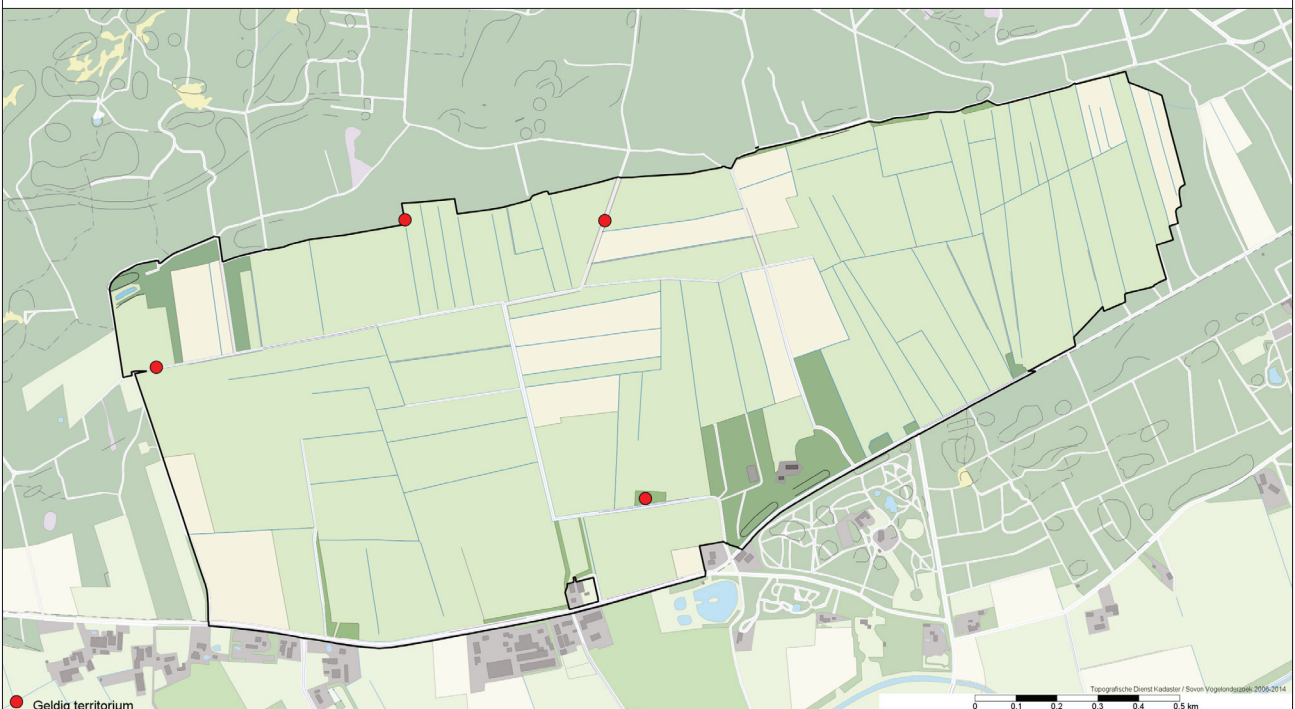 Topografische Dienst Kadaster / Sovon Vogelonderzoek 2006-2014
Geldig territorium
0 0.1 0.2 0.3 0.4 0.5 km